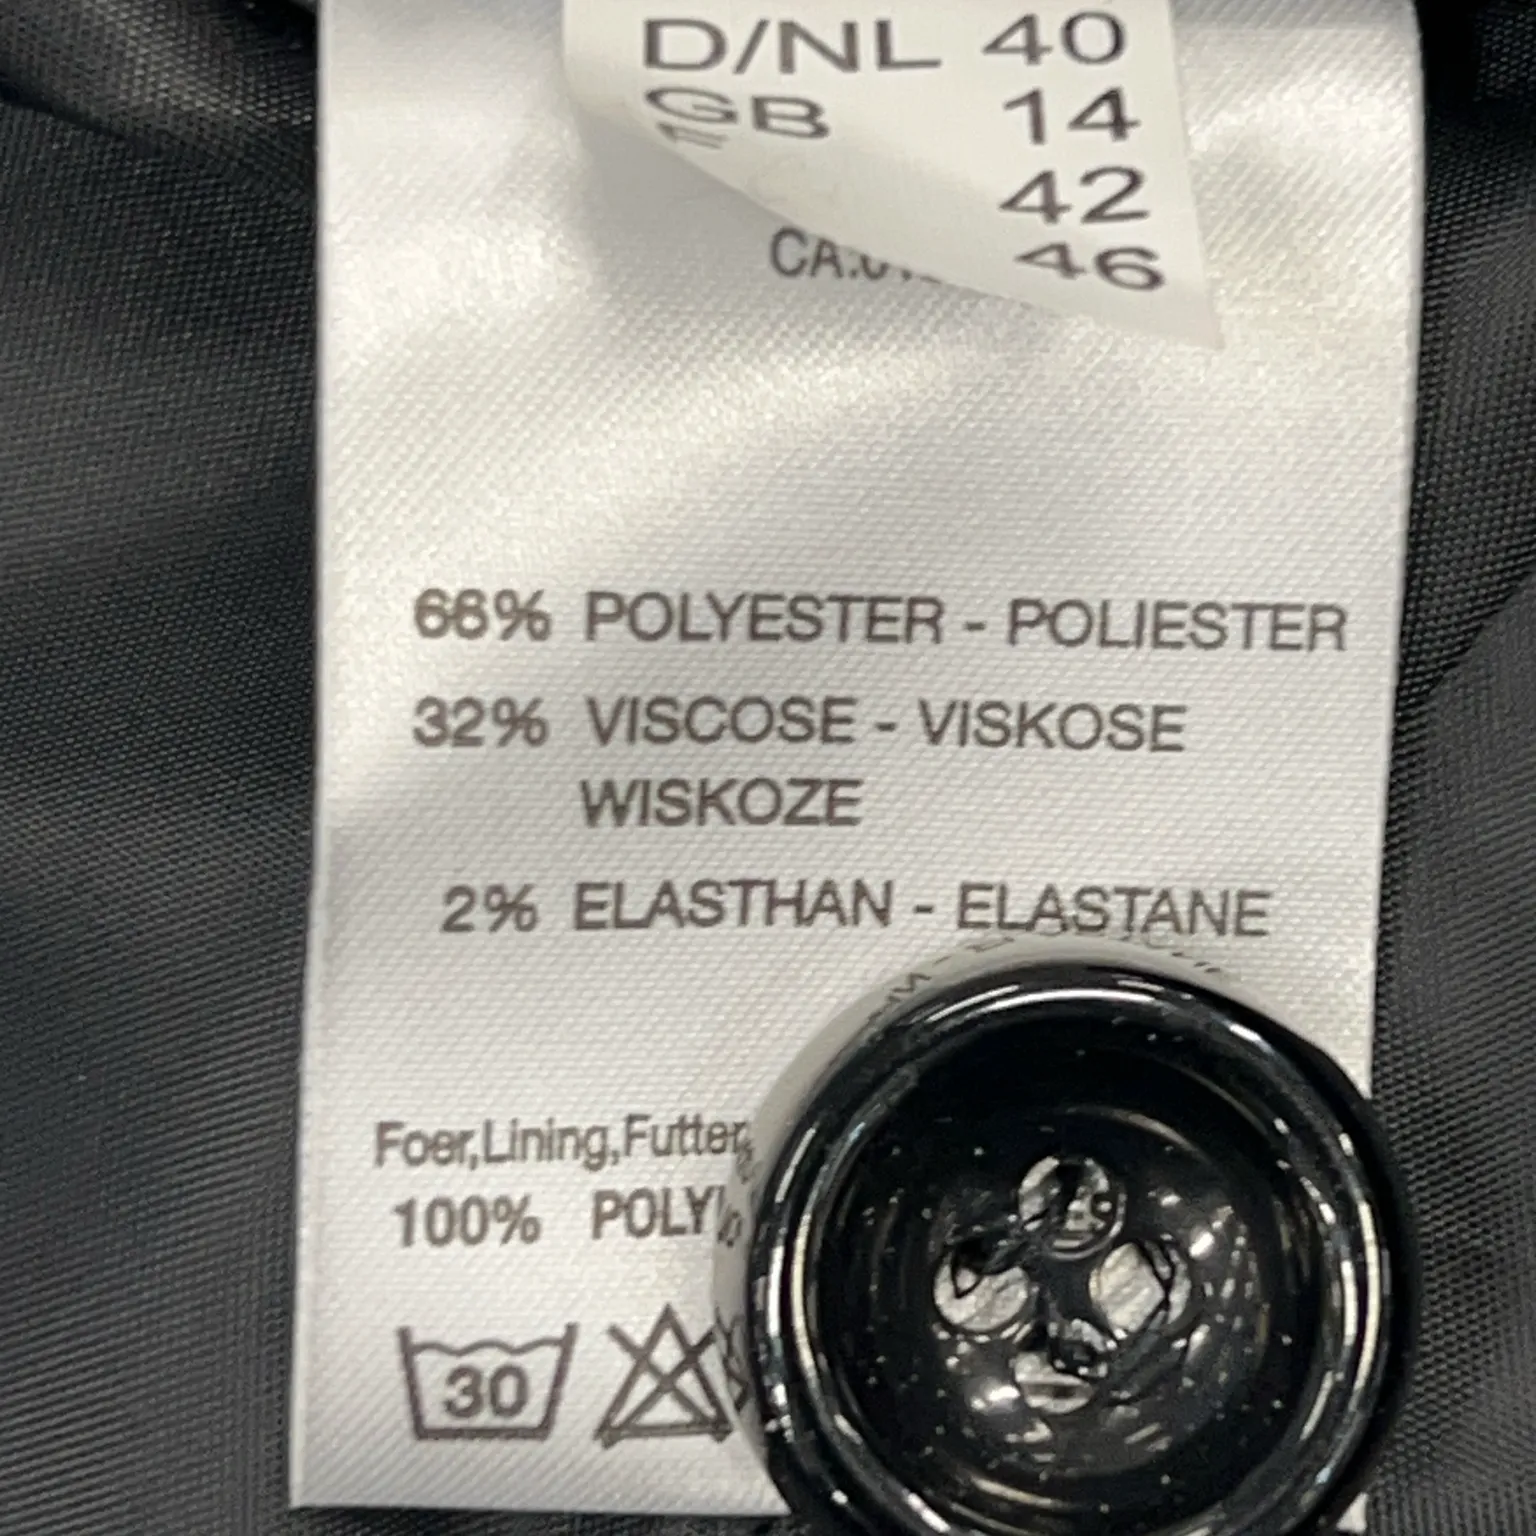 D/NL 40
GB 14
42
46
66% POLYESTER - POLIESTER
32% VISCOSE - VISKOSE
WISKOZE
2% ELASTHAN - ELASTANE
Foer,Lining,Futter
100%
30